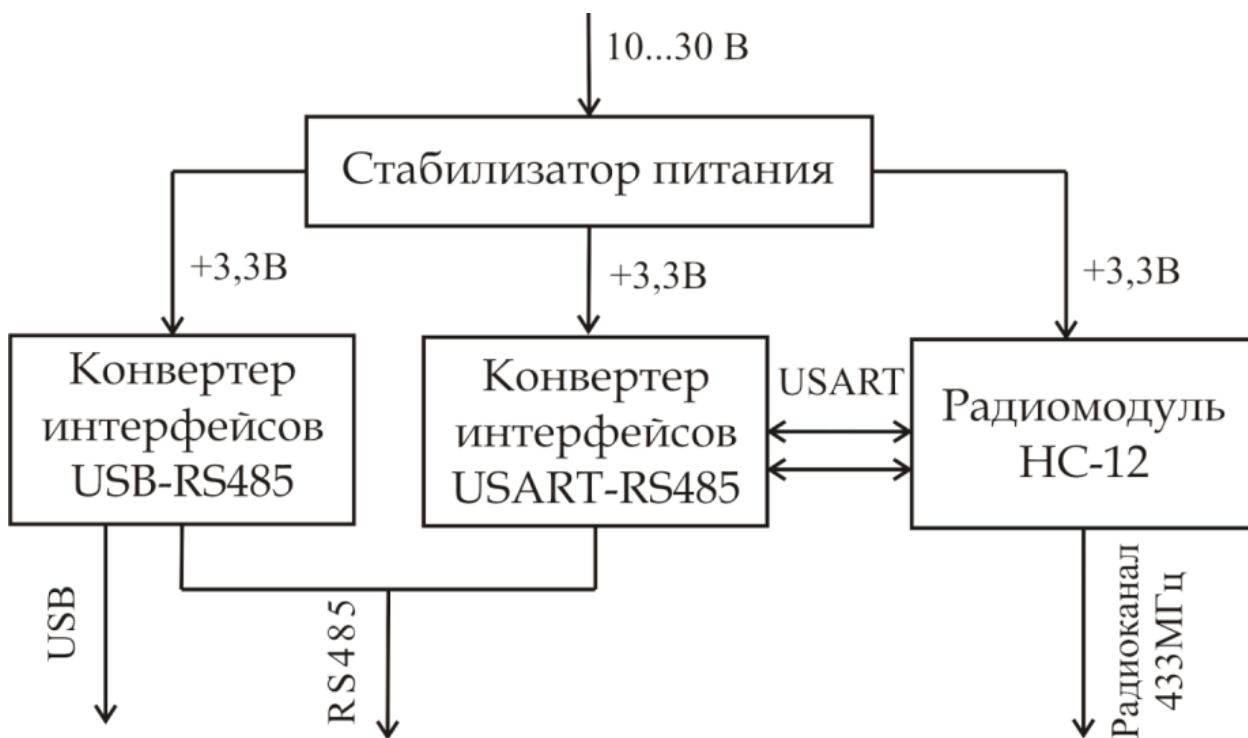 10...30 В
Стабилизатор питания
+3,3В
+3,3В
+3,3В
Конвертер
интерфейсов
USB-RS485
Конвертер
интерфейсов
USART-RS485
USART
Радиомодуль
НС-12
USB
RS485
Радиоканал
433МГц